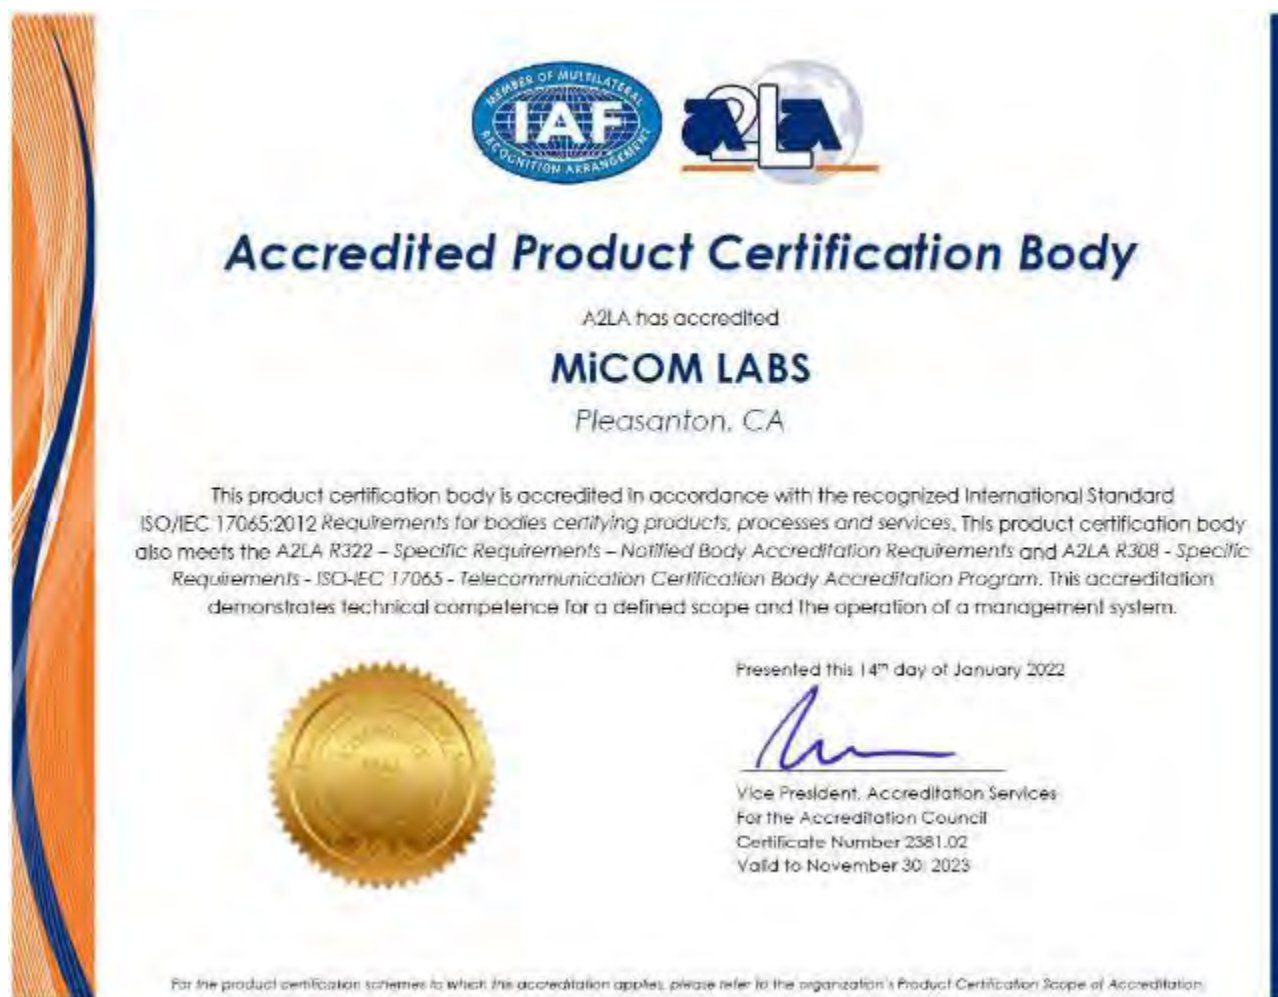 MEMBER OF MULTILATERAL
IAF
RECOGNITION ARRANGEMENT
a2La
Accredited Product Certification Body
A2LA has accredited
MiCOM LABS
Pleasanton, CA
This product certification body is accredited in accordance with the recognized International Standard
ISO/IEC 17065:2012 Requirements for bodies certifying products, processes and services. This product certification body
also meets the A2LA R322 – Specific Requirements – Notified Body Accreditation Requirements and A2LA R308 - Specific
Requirements - ISO-IEC 17065 - Telecommunication Certification Body Accreditation Program. This accreditation
demonstrates technical competence for a defined scope and the operation of a management system.
Presented this 14th day of January 2022
Vice President, Accreditation Services
For the Accreditation Council
Certificate Number 2381.02
Valid to November 30, 2023
For the product certification schemes to which this accreditation applies, please refer to the organization's Product Certification Scope of Accreditation.